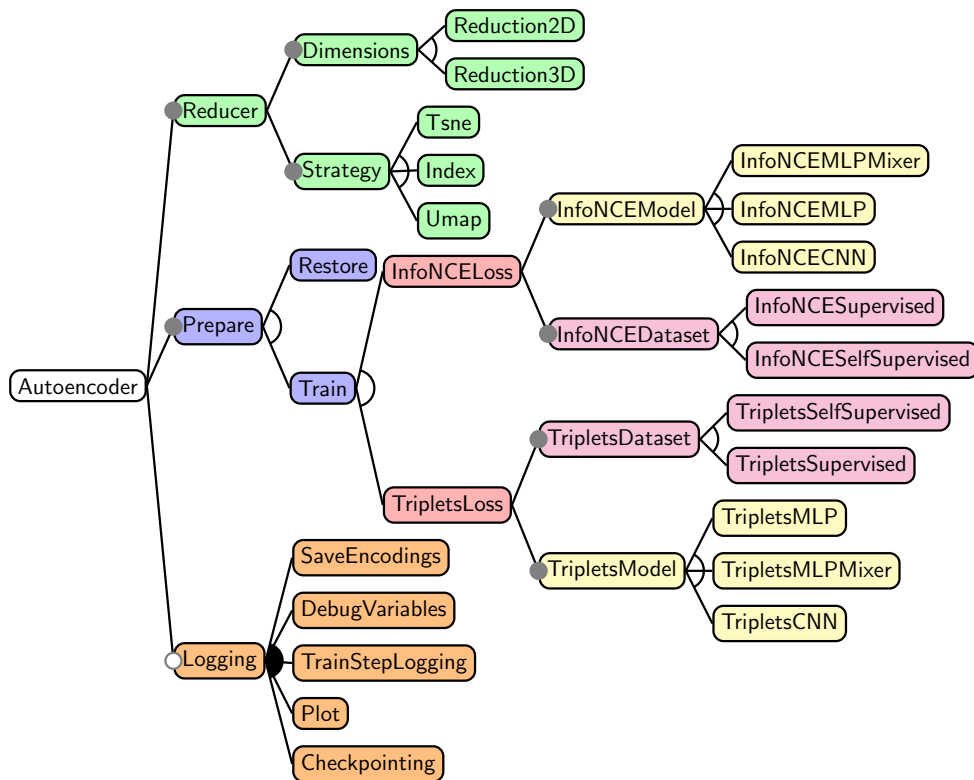 Autoencoder
Reducer
Dimensions
Reduction2D
Reduction3D
Strategy
Tsne
Index
Umap
Prepare
Restore
Train
InfoNCELoss
InfoNCEModel
InfoNCEMLPMixer
InfoNCEMLP
InfoNCECNN
InfoNCEDataset
InfoNCESupervised
InfoNCESelfSupervised
TripletsLoss
TripletsDataset
TripletsSelfSupervised
TripletsSupervised
TripletsModel
TripletsMLP
TripletsMLPMixer
TripletsCNN
Logging
SaveEncodings
DebugVariables
TrainStepLogging
Plot
Checkpointing